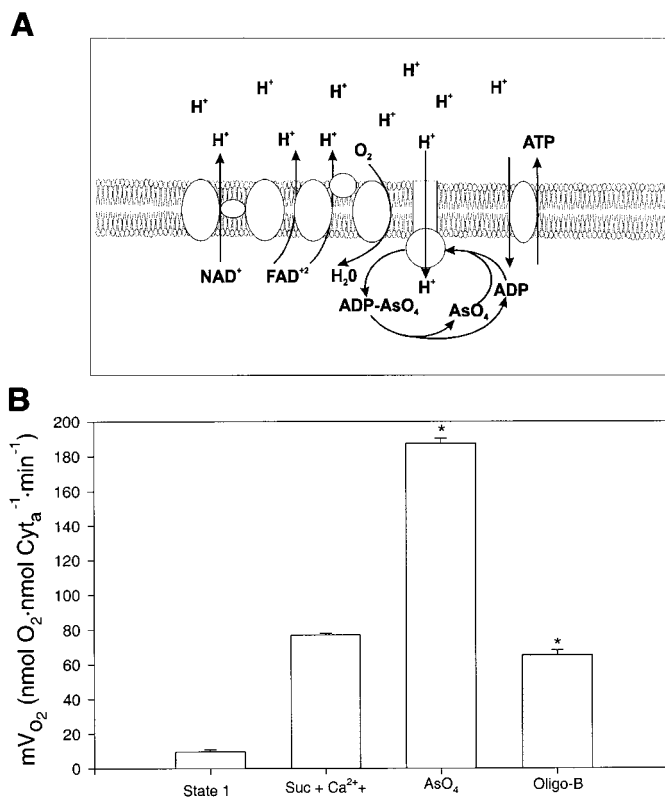 A
H+
H+
H+
H+
H+
H+
H+
H+
H+
H+
O2
H+
ATP
NAD+
FAD+2
H20
H+
ADP-AsO4
AsO4
ADP
B
mVO2 (nmol O2·nmol Cyta-1·min-1)
200
180
160
140
120
100
80
60
40
20
0
*
*
State 1
Suc + Ca2++
AsO4
Oligo-B